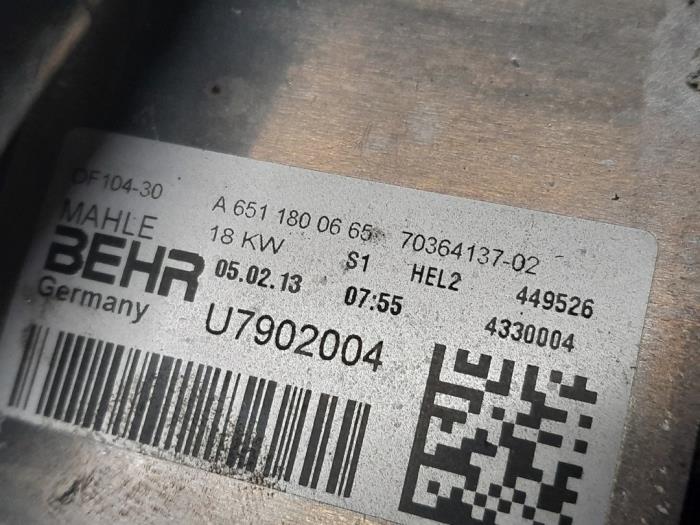 OF104-30
MAHLE
BEHR
Germany
A 651 180 06 65 70364137-02
18 KW S1 HEL2 449526
05.02.13 07:55 4330004
U7902004